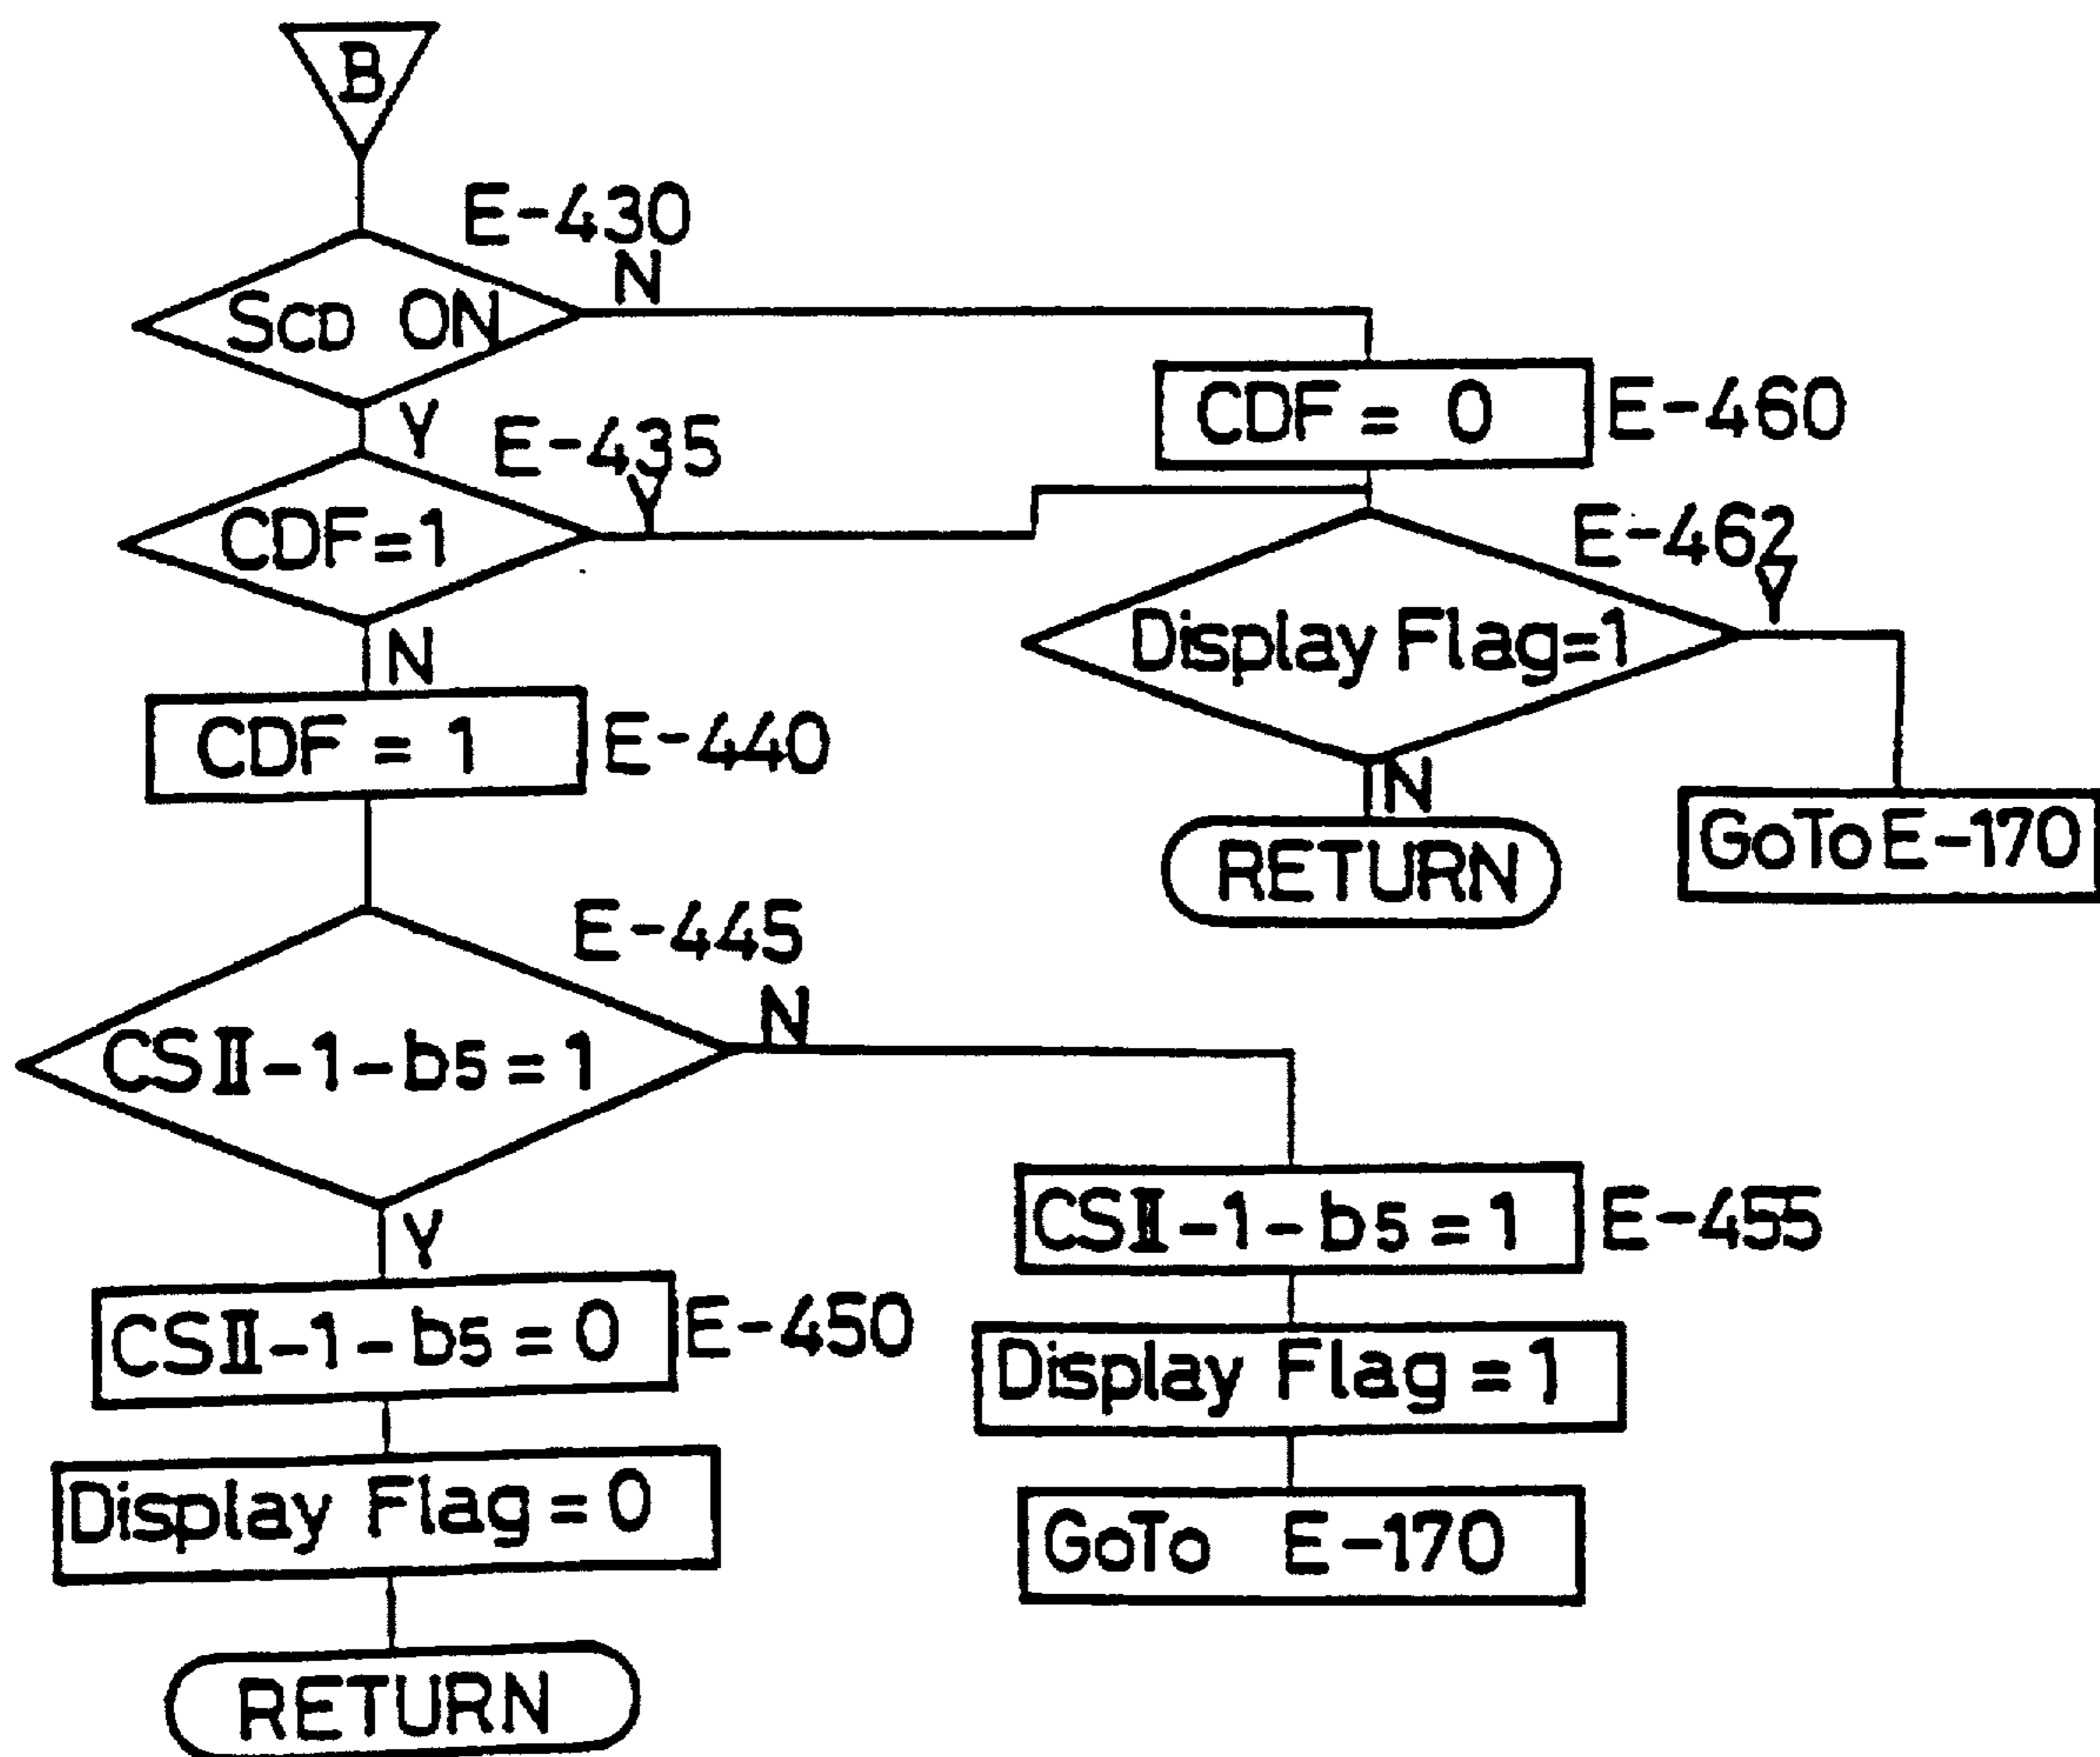 B
E-430
N
SCD ON
Y
CDF = 0
E-460
E-435
Y
CDF=1
N
E-462
Y
Display Flag=1
N
CDF = 1
E-440
RETURN
GoTo E-170
E-445
N
CSII-1-b5=1
Y
CSII-1-b5=1
E-455
CSII-1-b5=0
E-450
Display Flag=1
Display Flag=0
GoTo E-170
RETURN